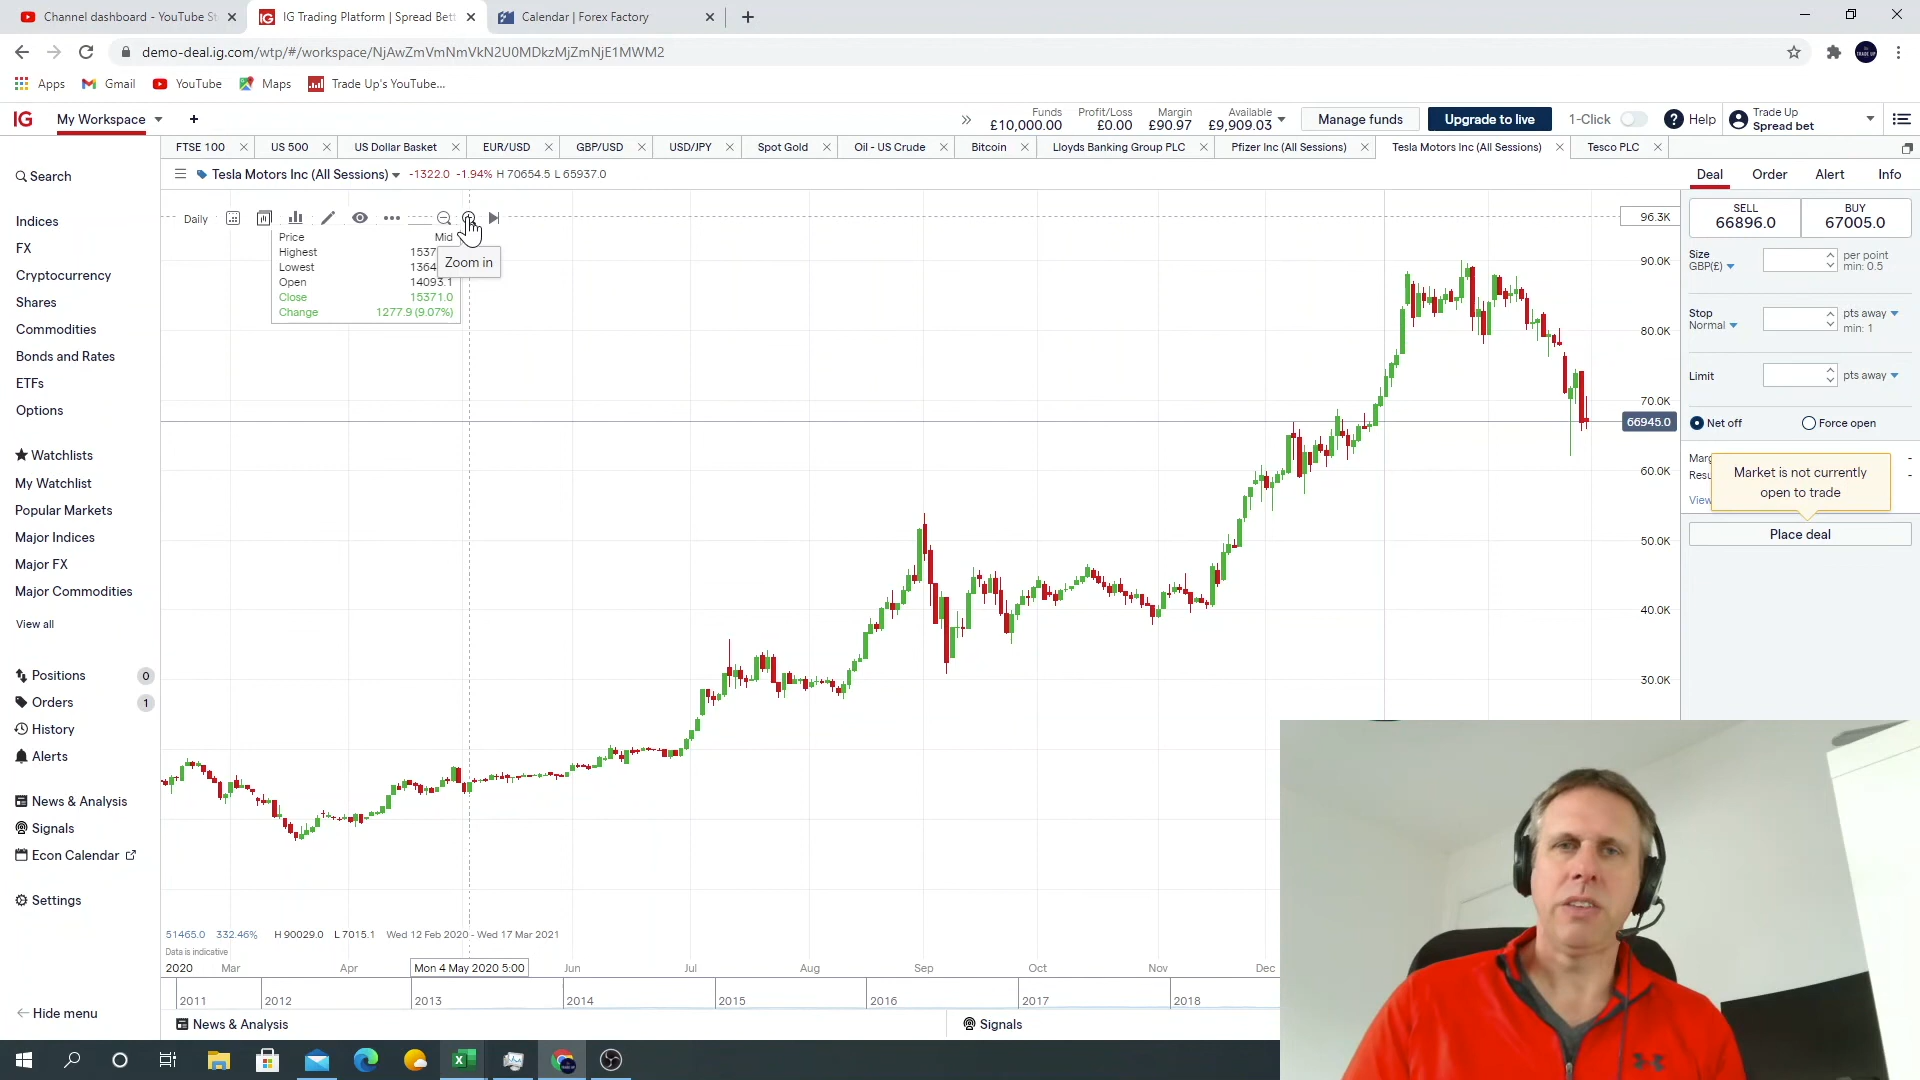 Channel dashboard - YouTube St
IG Trading Platform | Spread Bett
Calendar | Forex Factory
demo-deal.ig.com/wtp/#/workspace/NjAwZmVmNmVkN2U0MDkzMjZmNjE1MWM2
Apps
Gmail
YouTube
Maps
Trade Up's YouTube...
IG
My Workspace
Funds
£10,000.00
Profit/Loss
£0.00
Margin
£90.97
Available
£9,909.03
Manage funds
Upgrade to live
1-Click
Help
Trade Up
Spread bet
FTSE 100
US 500
US Dollar Basket
EUR/USD
GBP/USD
USD/JPY
Spot Gold
Oil - US Crude
Bitcoin
Lloyds Banking Group PLC
Pfizer Inc (All Sessions)
Tesla Motors Inc (All Sessions)
Tesco PLC
Search
Indices
FX
Cryptocurrency
Shares
Commodities
Bonds and Rates
ETFs
Options
Watchlists
My Watchlist
Popular Markets
Major Indices
Major FX
Major Commodities
View all
Positions 0
Orders 1
History
Alerts
News & Analysis
Signals
Econ Calendar
Settings
Hide menu
Tesla Motors Inc (All Sessions) -1322.0 -1.94% H 70654.5 L 65937.0
Daily
Price Mid
Highest 1537
Lowest 1364
Open 14093.1
Close 15371.0
Change 1277.9 (9.07%)
Zoom in
96.3K
90.0K
80.0K
70.0K
66945.0
60.0K
50.0K
40.0K
30.0K
51465.0 332.46% H 90029.0 L 7015.1 Wed 12 Feb 2020 - Wed 17 Mar 2021
Data is indicative
2020 Mar Apr Mon 4 May 2020 5:00 Jun Jul Aug Sep Oct Nov Dec
2011 2012 2013 2014 2015 2016 2017 2018
News & Analysis
Signals
Deal Order Alert Info
SELL
66896.0
BUY
67005.0
Size
GBP(£)
per point
min: 0.5
Stop
Normal
pts away
min: 1
Limit
pts away
Net off
Force open
Marg
Resu
View
Market is not currently
open to trade
Place deal